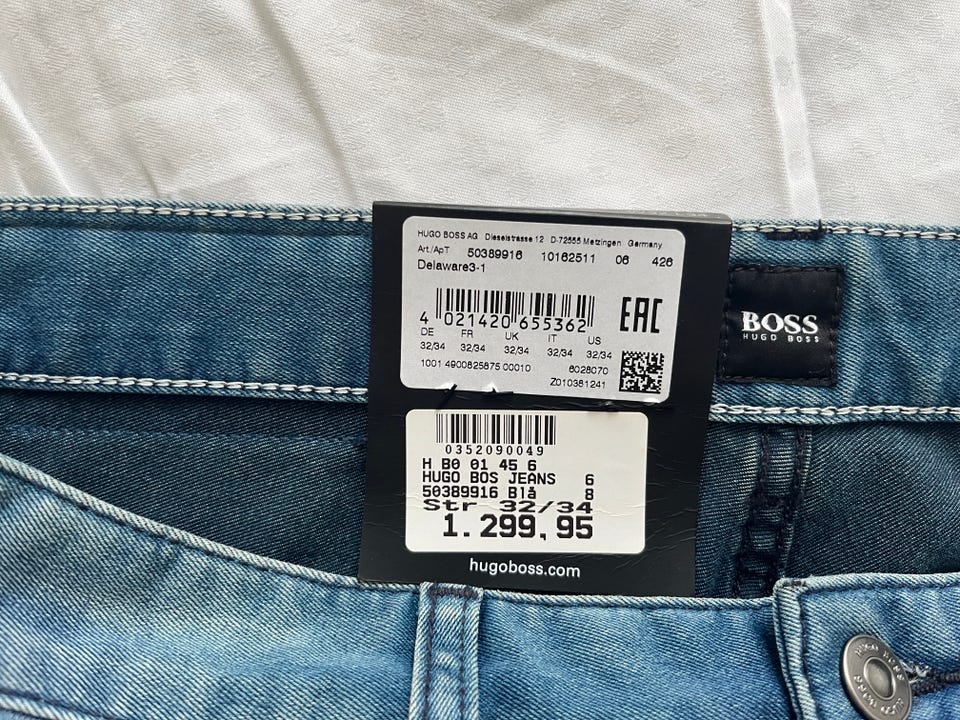 HUGO BOSS AG Dieselstrasse 12 D-72555 Metzingen Germany
Art./ApT 50389916 10162511 06 426
Delaware3-1
4 021420 655362
EAC
DE FR UK IT US
32/34 32/34 32/34 32/34 32/34
1001 4900825875 00010 6028070
Z010381241
BOSS
HUGO BOSS
0352090049
H B0 01 45 6
HUGO BOS JEANS 6
50389916 Blå 8
Str 32/34
1.299,95
hugoboss.com
HUGO BOSS